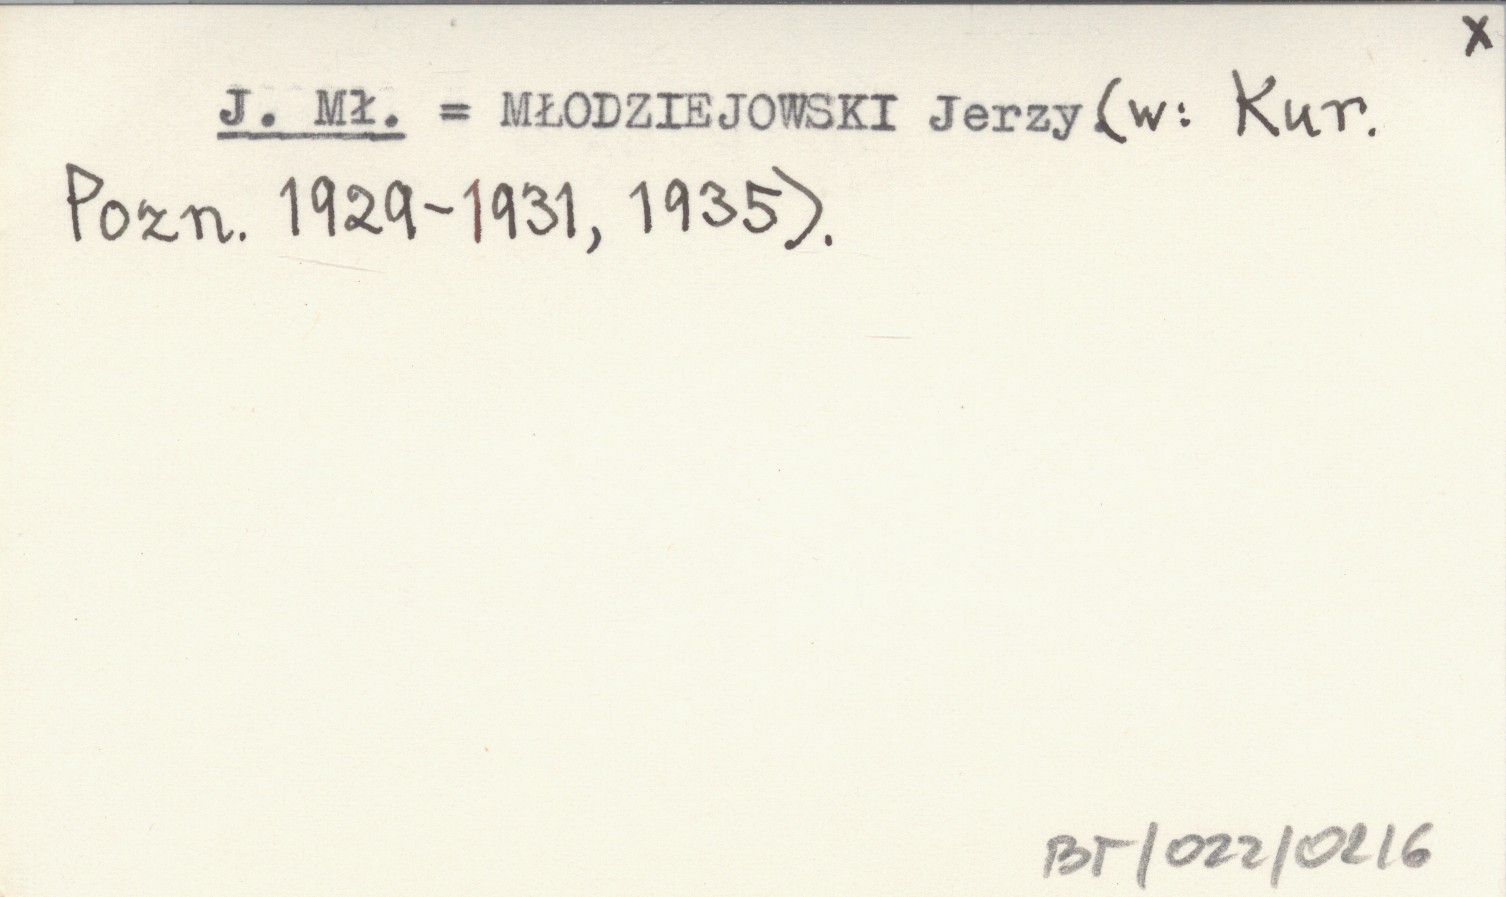 x
J. Mł. = MŁODZIEJOWSKI Jerzy (w: Kur.
Pozn. 1929-1931, 1935).
BT/022/0216